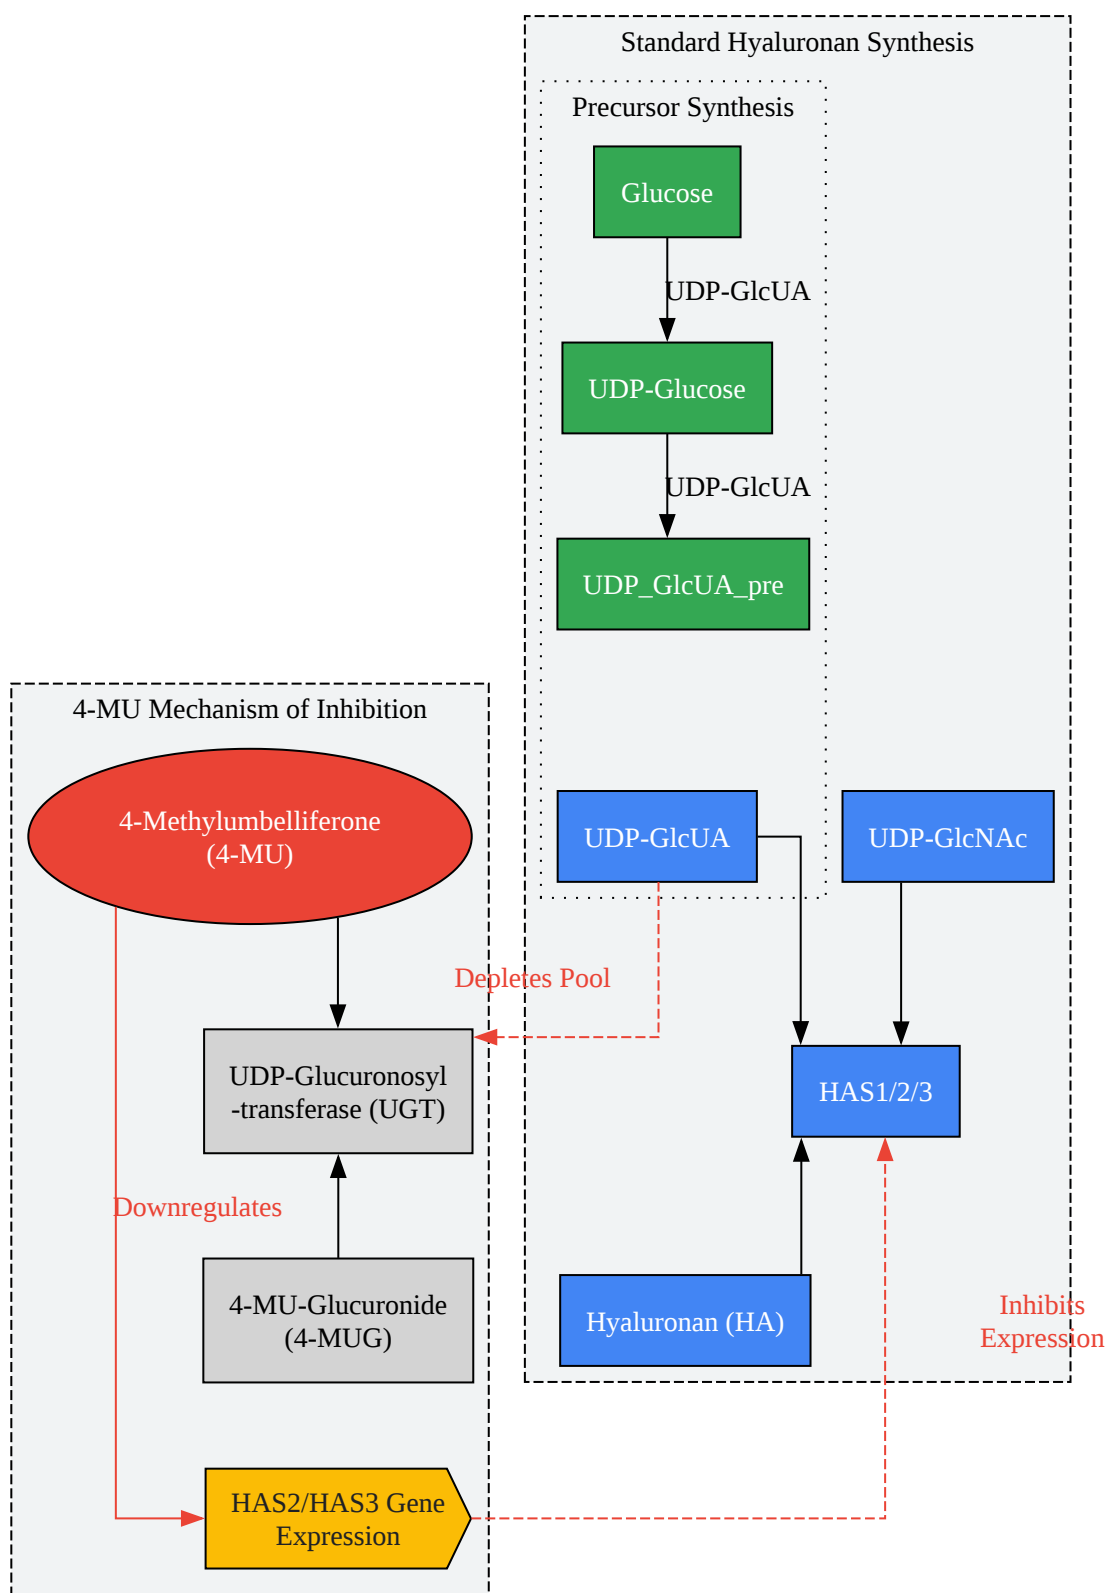 Standard Hyaluronan Synthesis
Precursor Synthesis
Glucose
UDP-GlcUA
UDP-Glucose
UDP-GlcUA
UDP_GlcUA_pre
4-MU Mechanism of Inhibition
4-Methylumbelliferone
(4-MU)
UDP-GlcUA
UDP-GlcNAc
Depletes Pool
UDP-Glucuronosyl
-transferase (UGT)
HAS1/2/3
Downregulates
4-MU-Glucuronide
(4-MUG)
Hyaluronan (HA)
Inhibits
Expression
HAS2/HAS3 Gene
Expression